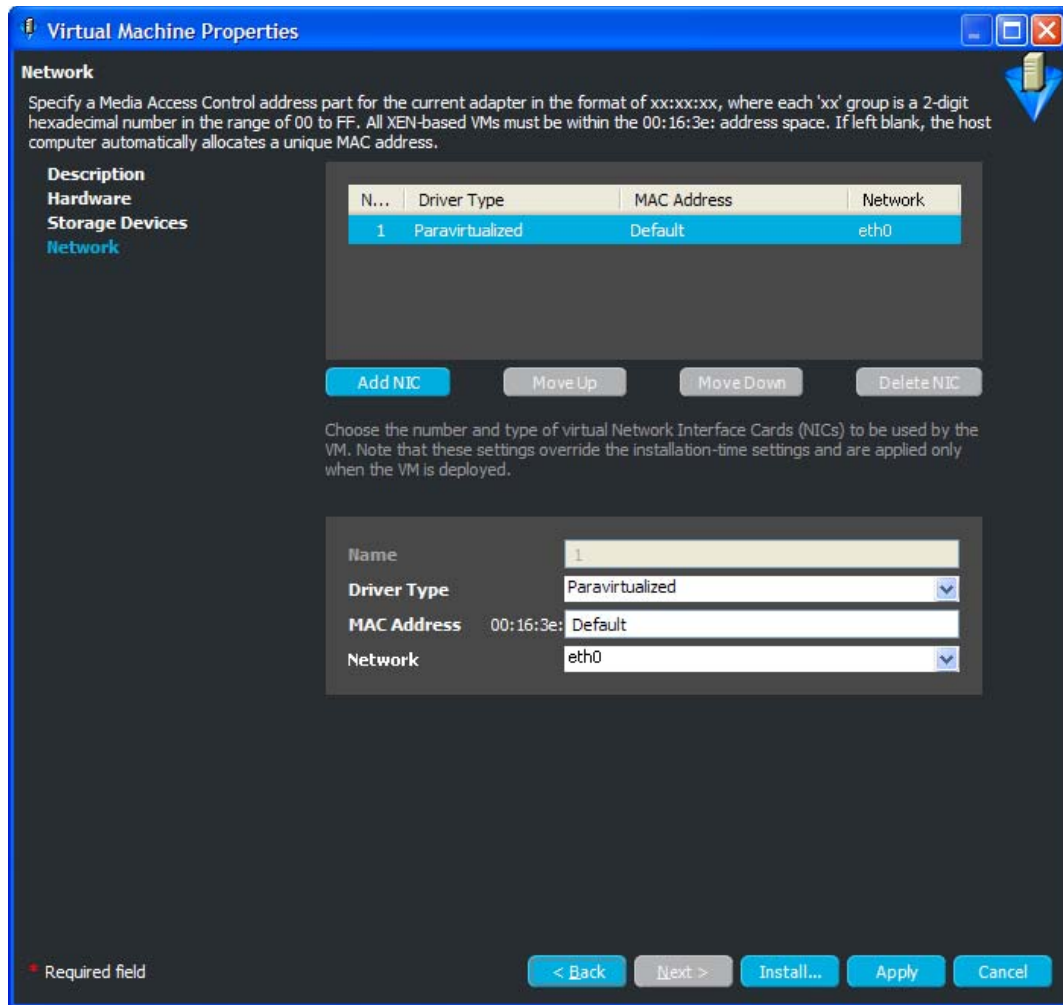 Virtual Machine Properties
Network
Specify a Media Access Control address part for the current adapter in the format of xx:xx:xx, where each 'xx' group is a 2-digit
hexadecimal number in the range of 00 to FF. All XEN-based VMs must be within the 00:16:3e: address space. If left blank, the host
computer automatically allocates a unique MAC address.
Description
Hardware
Storage Devices
Network
N... Driver Type MAC Address Network
1 Paravirtualized Default eth0
Add NIC Move Up Move Down Delete NIC
Choose the number and type of virtual Network Interface Cards (NICs) to be used by the
VM. Note that these settings override the installation-time settings and are applied only
when the VM is deployed.
Name 1
Driver Type Paravirtualized
MAC Address 00:16:3e: Default
Network eth0
* Required field < Back Next > Install... Apply Cancel